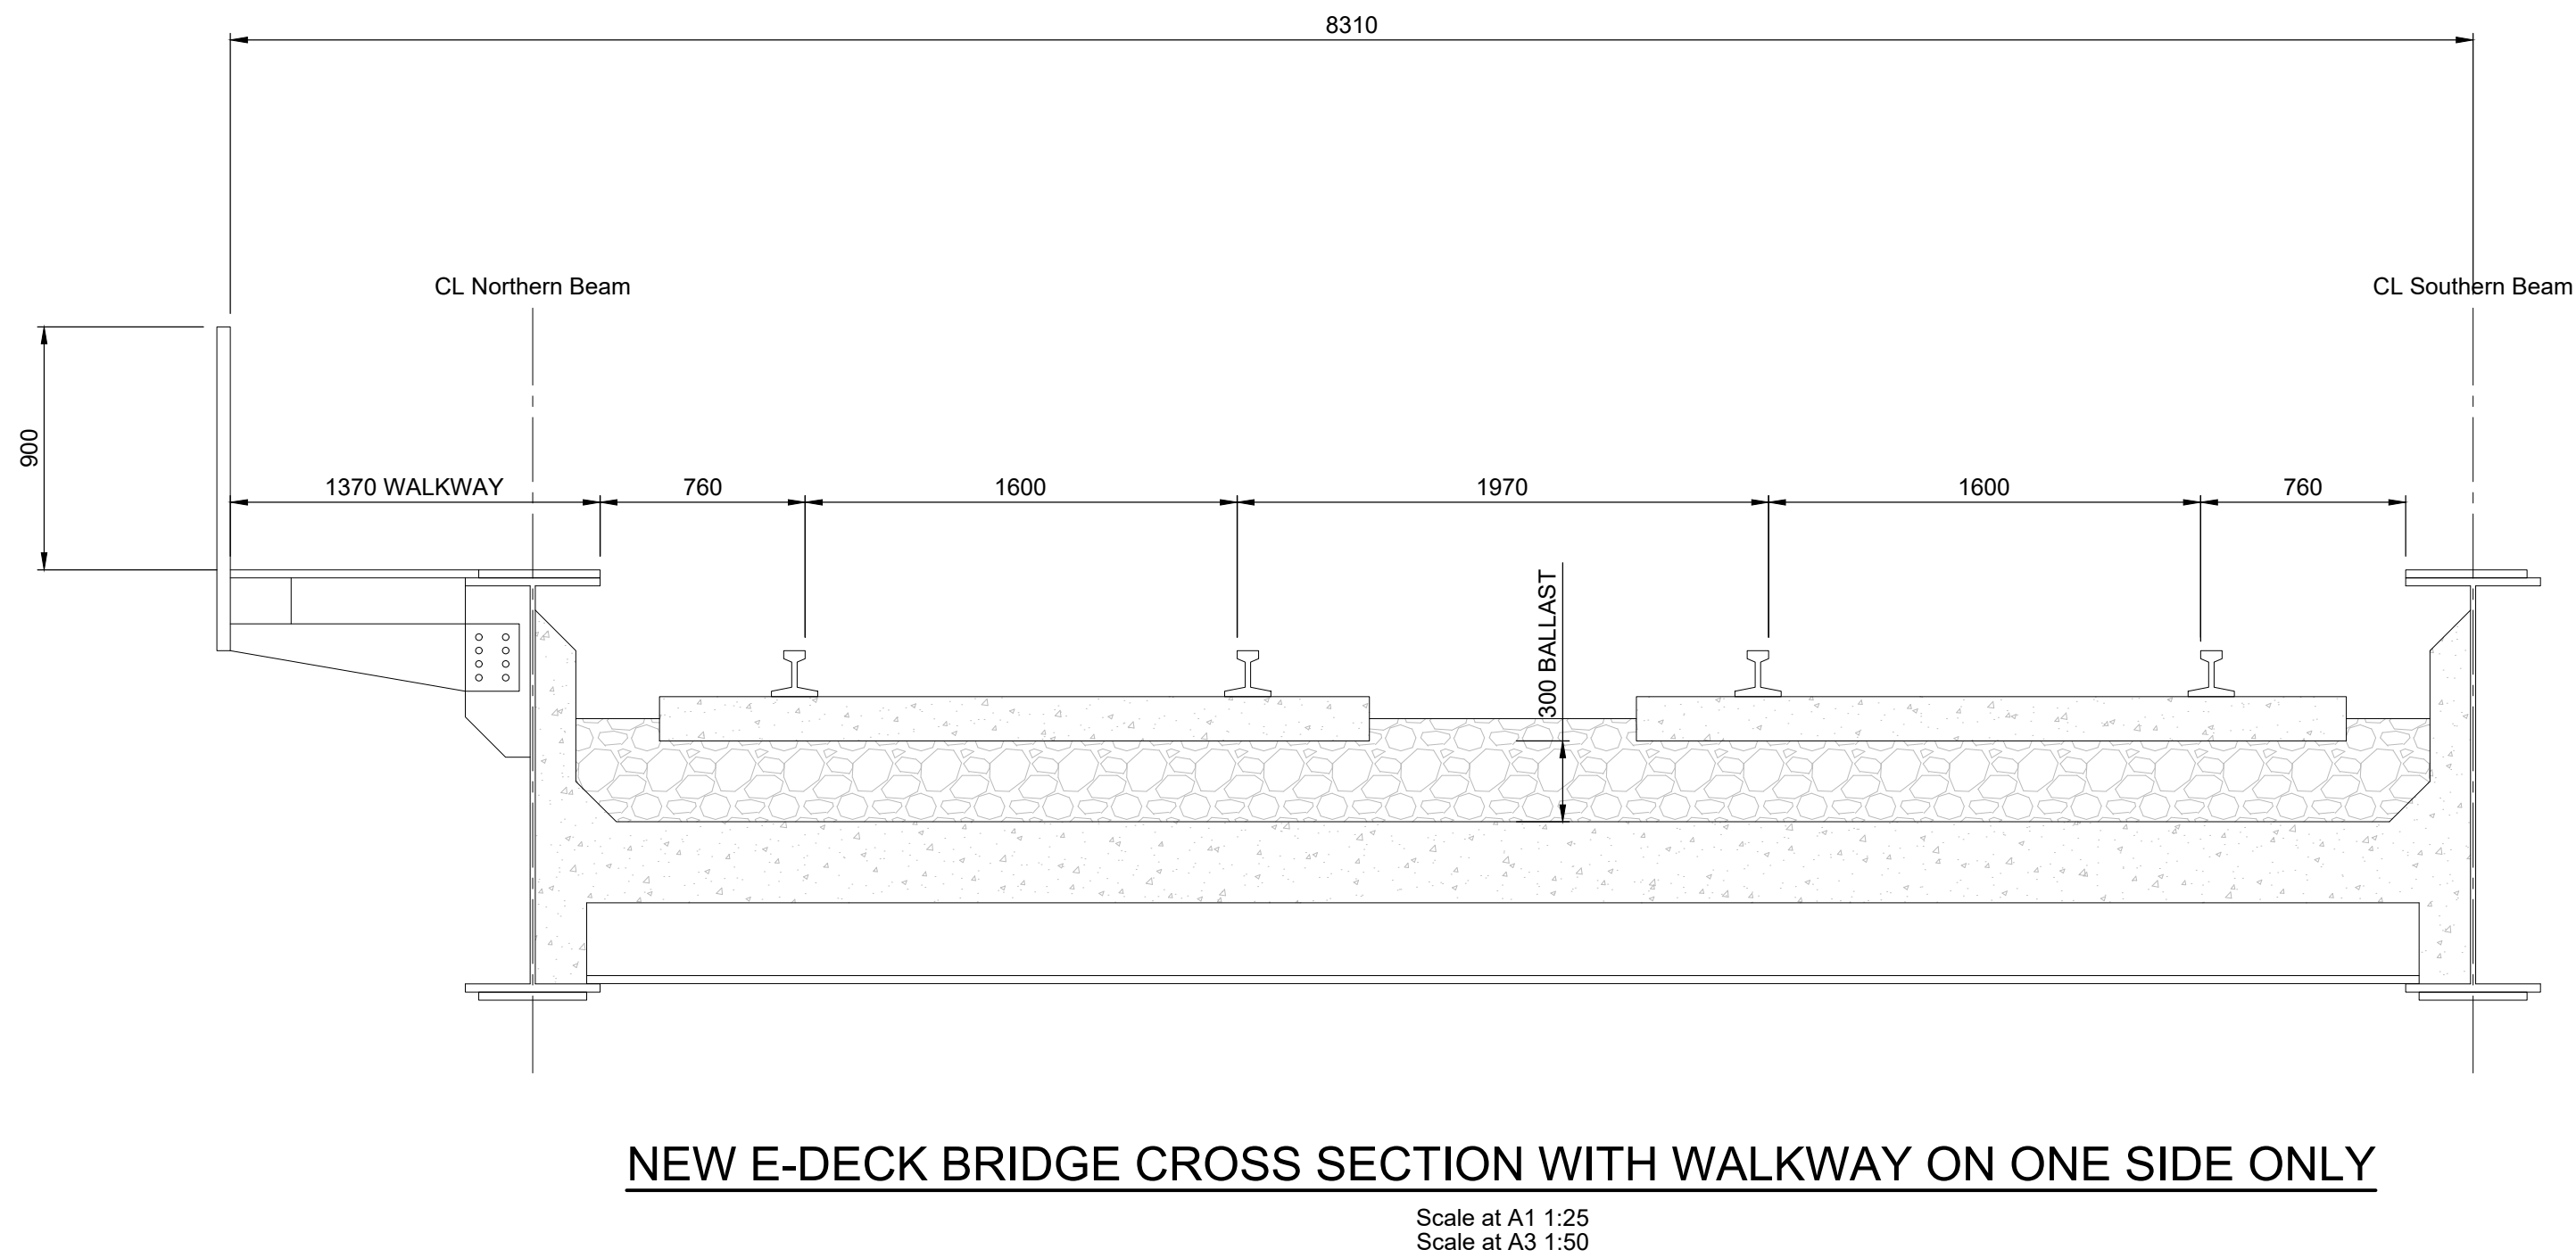 8310
CL Northern Beam
CL Southern Beam
900
1370 WALKWAY
760
1600
1970
1600
760
300 BALLAST
NEW E-DECK BRIDGE CROSS SECTION WITH WALKWAY ON ONE SIDE ONLY
Scale at A1 1:25
Scale at A3 1:50